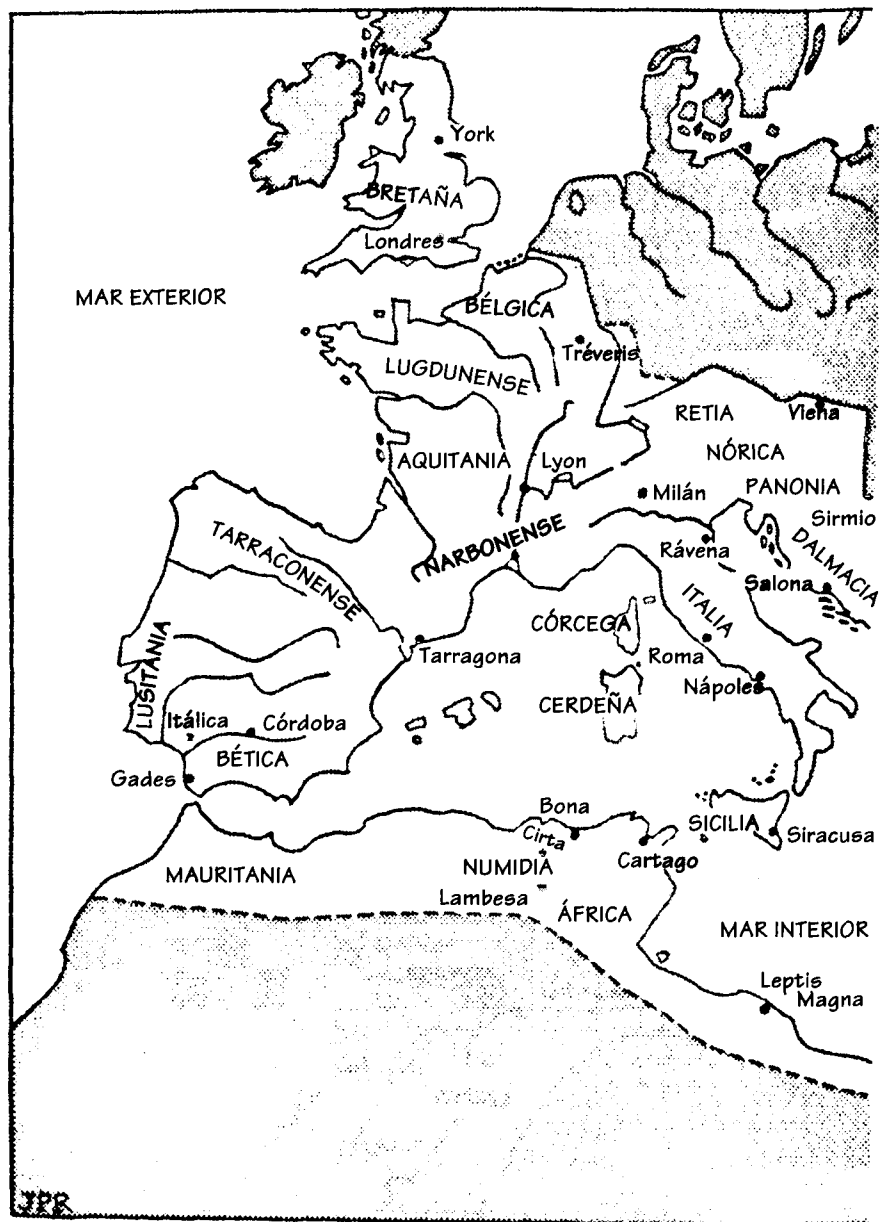 York
BRETAÑA
Londres
MAR EXTERIOR
BÉLGICA
Tréveris
LUGDUNENSE
RETIA
Viena
NÓRICA
AQUITANIA
Lyon
Milán
PANONIA
Sirmio
TARRACONENSE
NARBONENSE
Rávena
DALMACIA
Salona
ITALIA
CÓRCEGA
LUSITANIA
Tarragona
Roma
Nápoles
CERDEÑA
Itálica
Córdoba
BÉTICA
Gades
Bona
Cirta
SICILIA
Siracusa
Cartago
MAURITANIA
NUMIDIA
Lambesa
ÁFRICA
MAR INTERIOR
Leptis
Magna
JPR